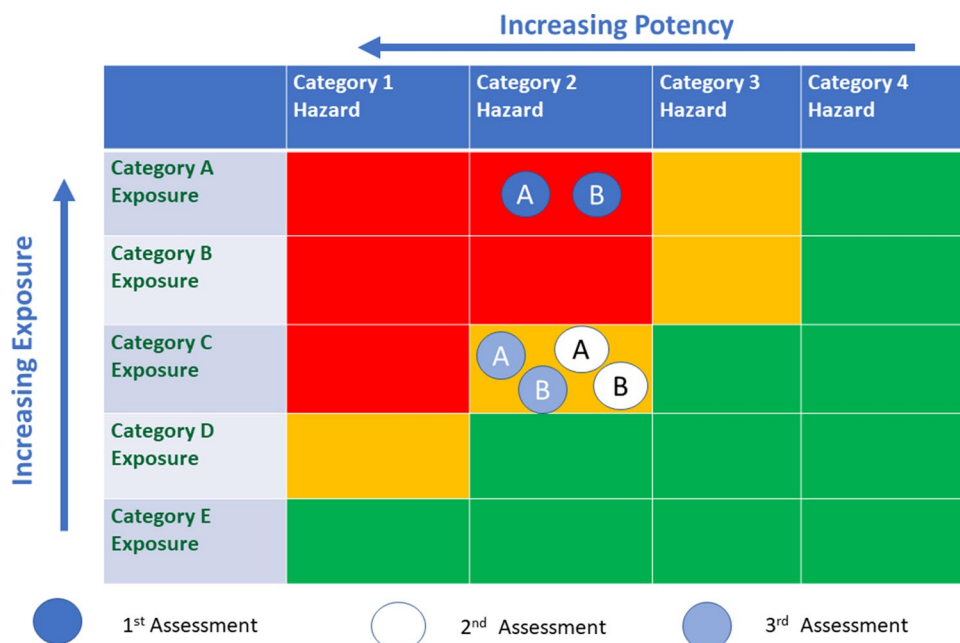 Increasing Potency
Category 1 Hazard
Category 2 Hazard
Category 3 Hazard
Category 4 Hazard
Increasing Exposure
Category A Exposure
A
B
Category B Exposure
Category C Exposure
A
A
B
B
Category D Exposure
Category E Exposure
1st Assessment
2nd Assessment
3rd Assessment